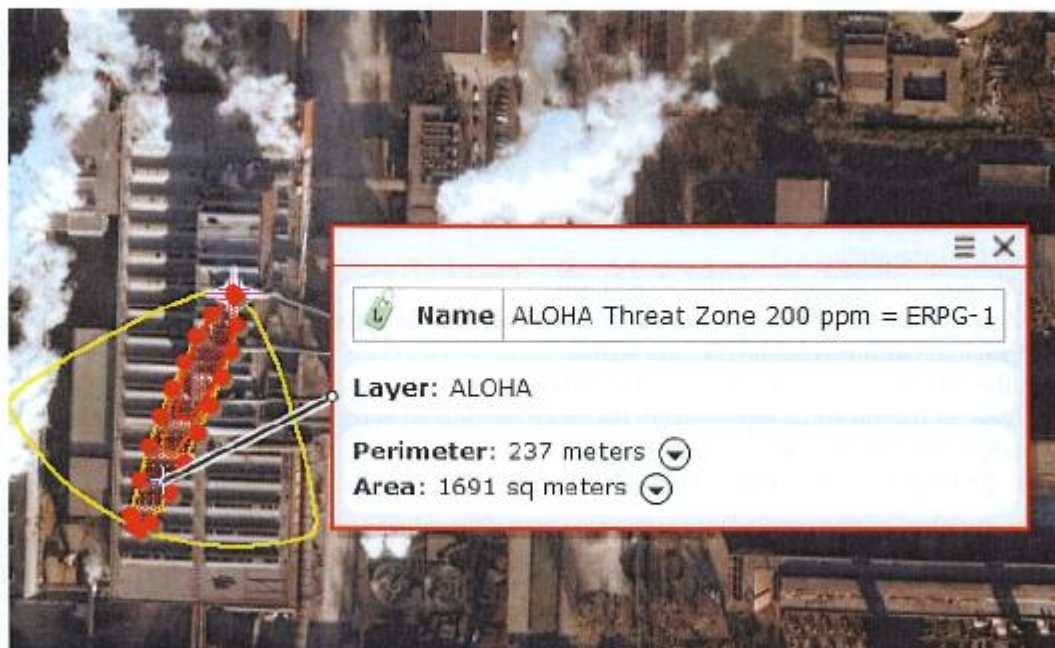 Name ALOHA Threat Zone 200 ppm = ERPG-1
Layer: ALOHA
Perimeter: 237 meters
Area: 1691 sq meters